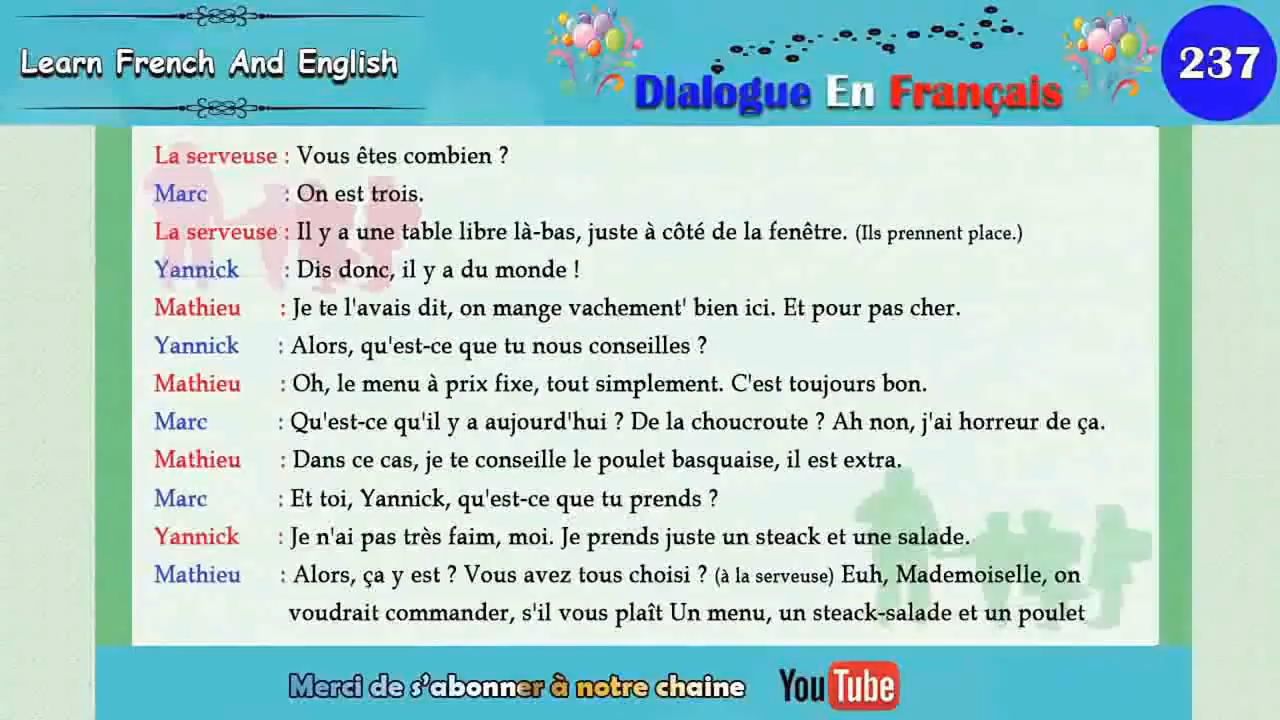 Learn French And English
Dialogue En Français
237
La serveuse : Vous êtes combien ?
Marc : On est trois.
La serveuse : Il y a une table libre là-bas, juste à côté de la fenêtre. (Ils prennent place.)
Yannick : Dis donc, il y a du monde !
Mathieu : Je te l'avais dit, on mange vachement' bien ici. Et pour pas cher.
Yannick : Alors, qu'est-ce que tu nous conseilles ?
Mathieu : Oh, le menu à prix fixe, tout simplement. C'est toujours bon.
Marc : Qu'est-ce qu'il y a aujourd'hui ? De la choucroute ? Ah non, j'ai horreur de ça.
Mathieu : Dans ce cas, je te conseille le poulet basquaise, il est extra.
Marc : Et toi, Yannick, qu'est-ce que tu prends ?
Yannick : Je n'ai pas très faim, moi. Je prends juste un steack et une salade.
Mathieu : Alors, ça y est ? Vous avez tous choisi ? (à la serveuse) Euh, Mademoiselle, on
voudrait commander, s'il vous plaît Un menu, un steack-salade et un poulet
Merci de s'abonner à notre chaine
YouTube